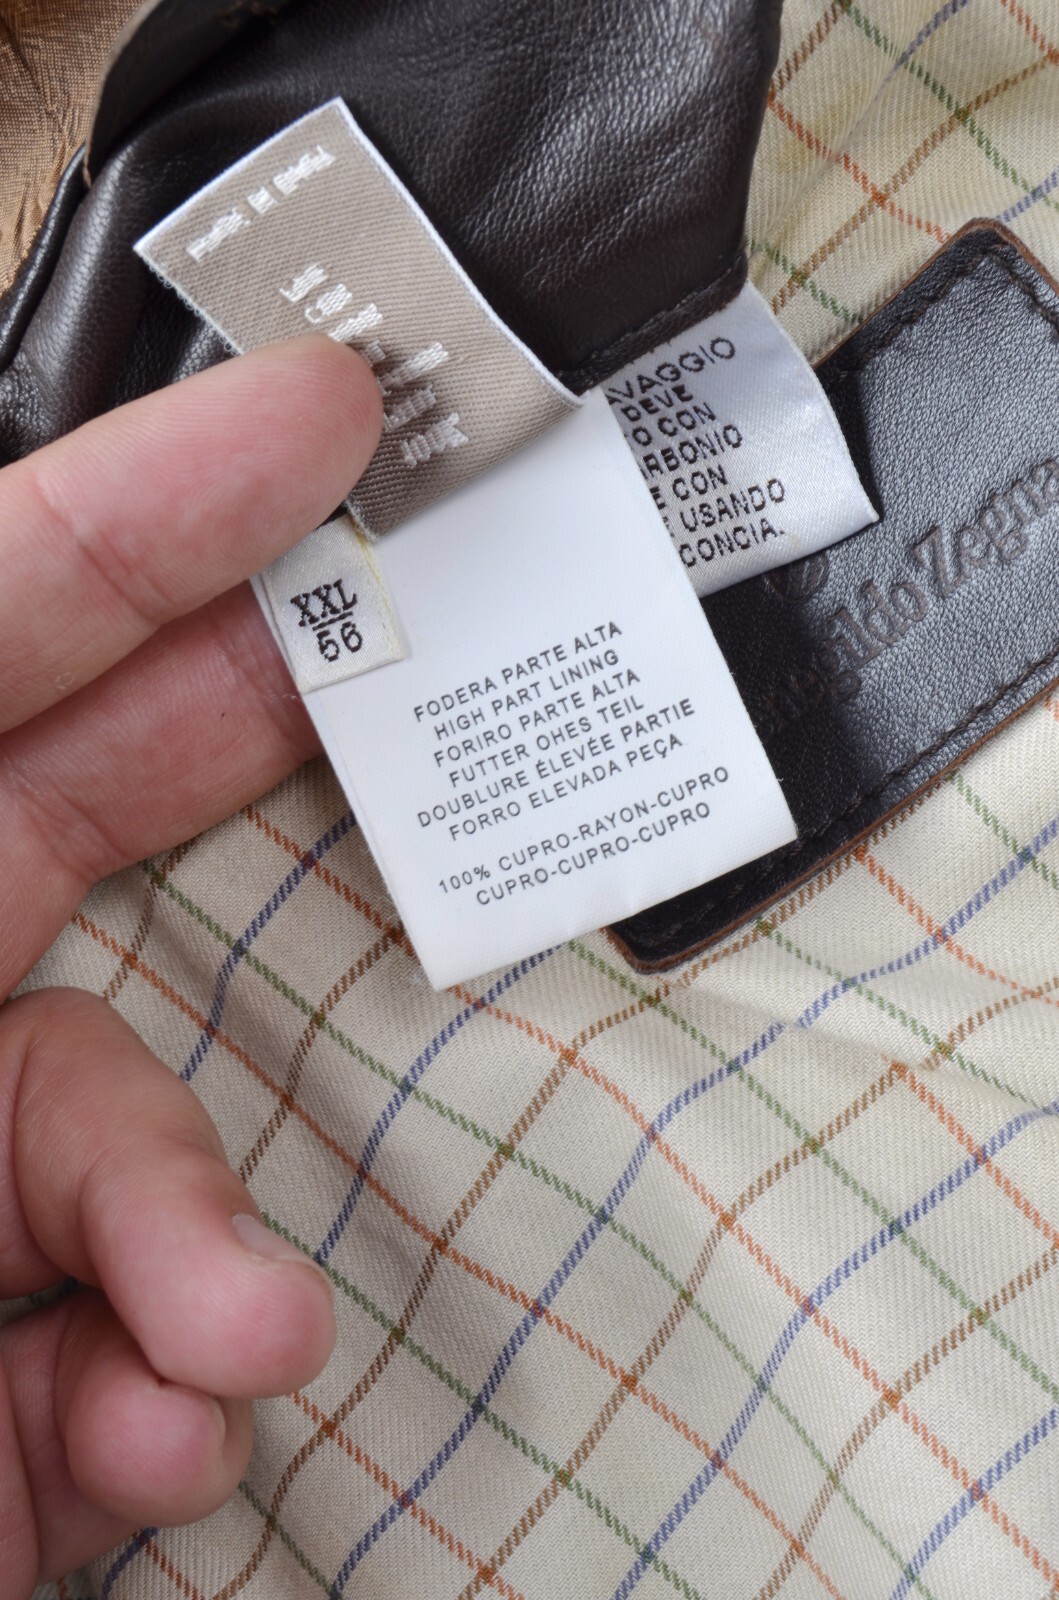 VAGGIO
DEVE
O CON
RBONIO
E CON
USANDO
CONCIA.
Zegna
XXL
56
FODERA PARTE ALTA
HIGH PART LINING
FORIRO PARTE ALTA
FUTTER OHES TEIL
DOUBLURE ÉLEVÉE PARTIE
FORRO ELEVADA PEÇA
100% CUPRO-RAYON-CUPRO
CUPRO-CUPRO-CUPRO